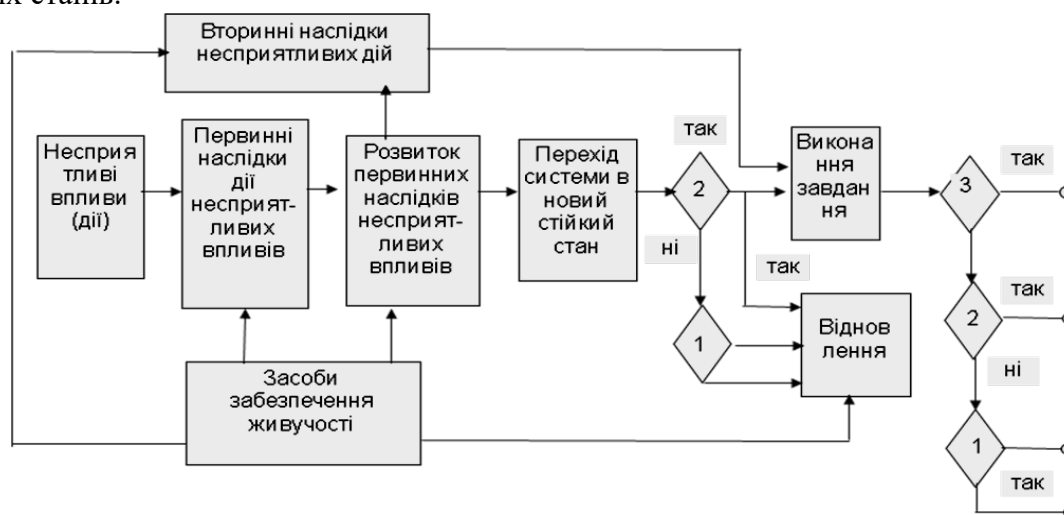 Вторинні наслідки
несприятливих дій
Несприя
тливі
впливи
(дії)
Первинні
наслідки
дії
несприят-
ливих
впливів
Розвиток
первинних
наслідків
несприят-
ливих
впливів
Перехід
системи в
новий
стійкий
стан
так
2
ні
так
1
Викона
ння
завдан
ня
Віднов
лення
3
так
2
так
ні
1
так
Засоби
забезпечення
живучості